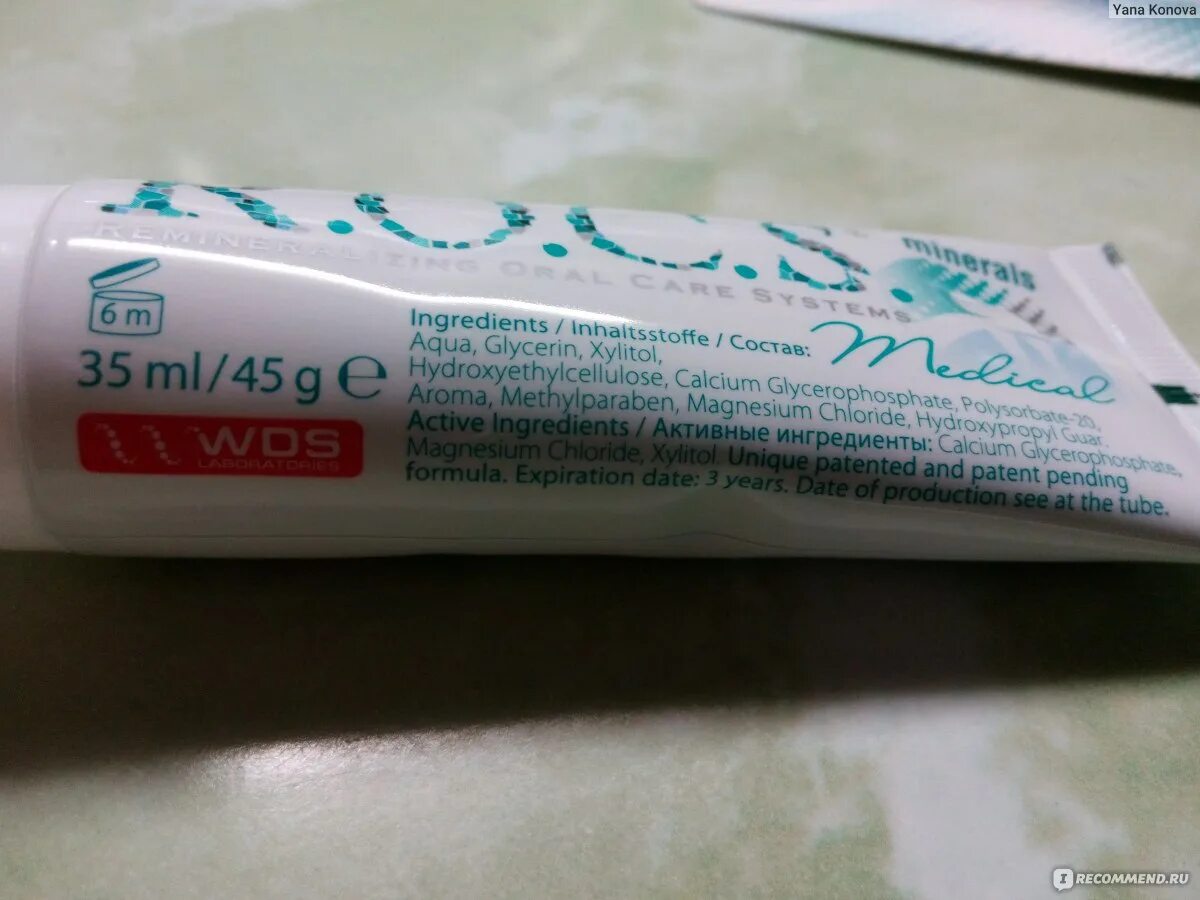 Yana Konova
R.O.C.S.
minerals
REMINERALIZING ORAL CARE SYSTEMS
Medical
6 m
35 ml/45 g e
WDS
LABORATORIES
Ingredients / Inhaltsstoffe / Состав:
Aqua, Glycerin, Xylitol,
Hydroxyethylcellulose, Calcium Glycerophosphate, Polysorbate-20,
Aroma, Methylparaben, Magnesium Chloride, Hydroxypropyl Guar.
Active Ingredients / Активные ингредиенты: Calcium Glycerophosphate,
Magnesium Chloride, Xylitol. Unique patented and patent pending
formula. Expiration date: 3 years. Date of production see at the tube.
IRECOMMEND.RU